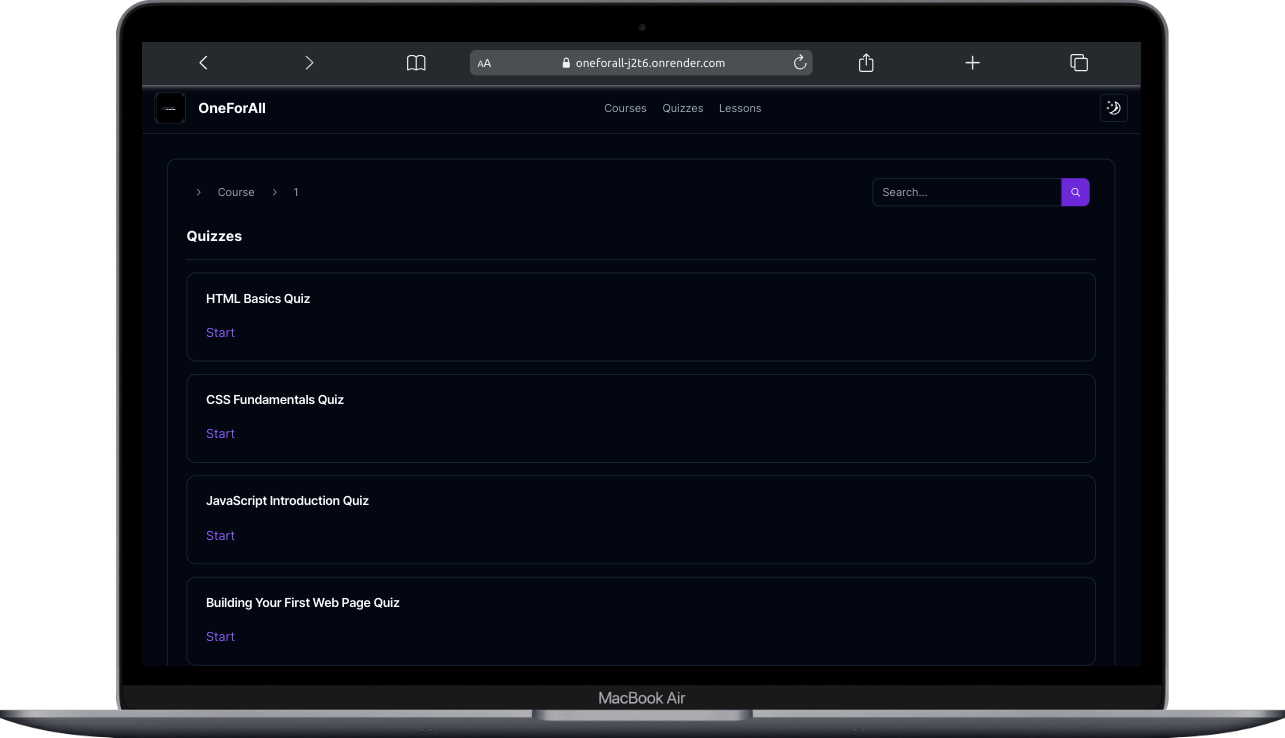 AA oneforall-j2t6.onrender.com
OneForAll Courses Quizzes Lessons
Course 1 Search...
Quizzes
HTML Basics Quiz
Start
CSS Fundamentals Quiz
Start
JavaScript Introduction Quiz
Start
Building Your First Web Page Quiz
Start
MacBook Air